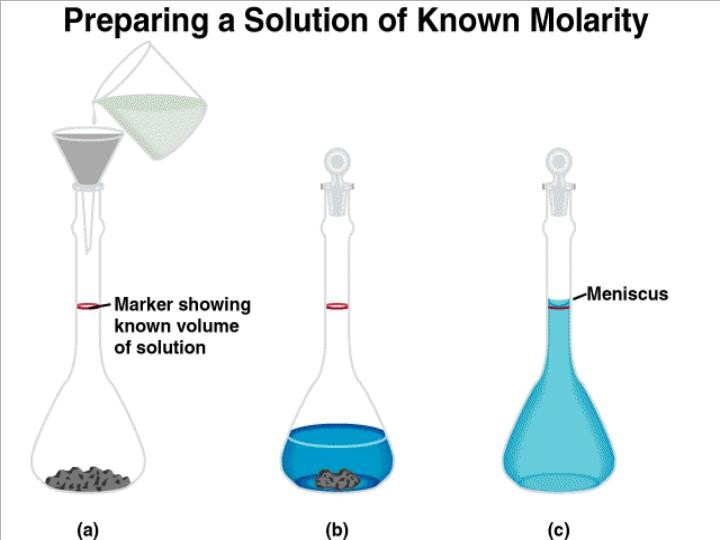 Preparing a Solution of Known Molarity
Marker showing
known volume
of solution
Meniscus
(a)
(b)
(c)